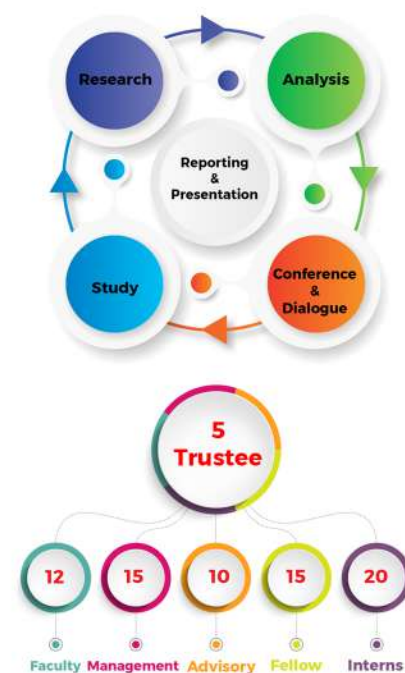 Research
Analysis
Reporting
&
Presentation
Study
Conference
&
Dialogue
5
Trustee
12
15
10
15
20
Faculty
Management
Advisory
Fellow
Interns